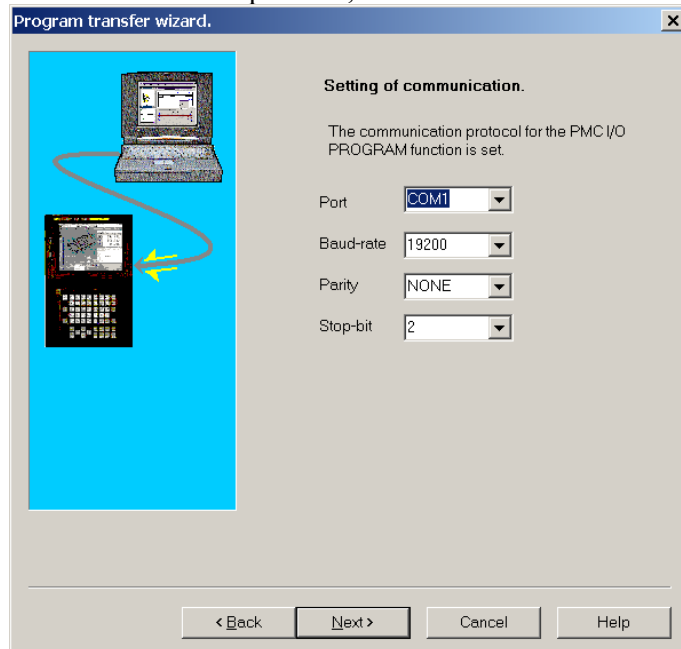 Program transfer wizard.
Setting of communication.
The communication protocol for the PMC I/O
PROGRAM function is set.
Port COM1
Baud-rate 19200
Parity NONE
Stop-bit 2
< Back Next > Cancel Help